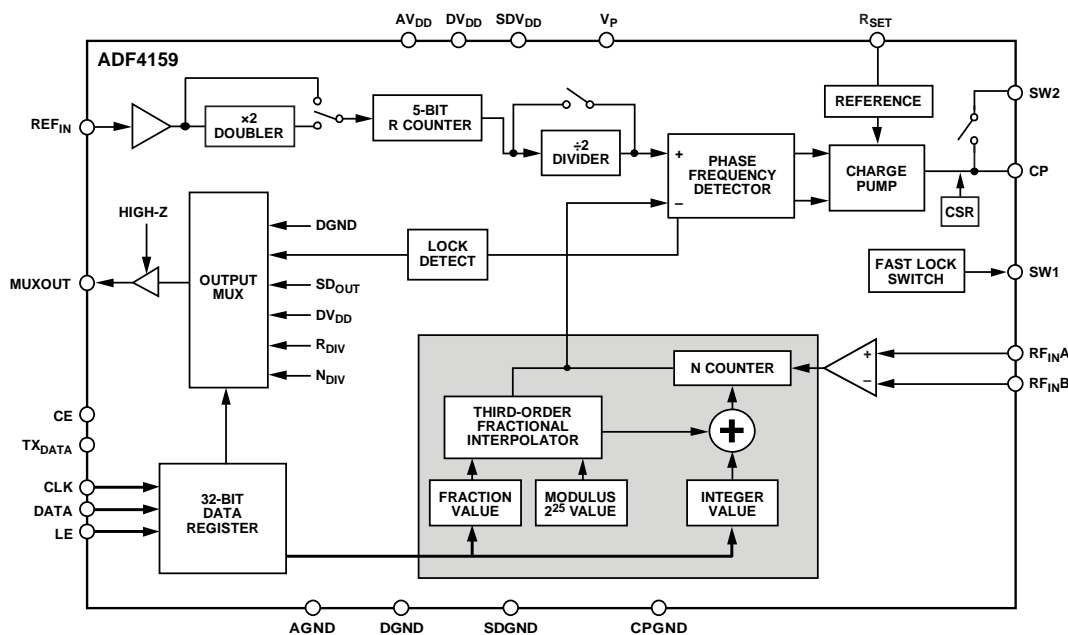 AVDD DVDD SDVDD VP RSET
ADF4159
REFIN
×2
DOUBLER
5-BIT
R COUNTER
÷2
DIVIDER
+
−
PHASE
FREQUENCY
DETECTOR
REFERENCE
CHARGE
PUMP
CSR
SW2
CP
HIGH-Z
MUXOUT
OUTPUT
MUX
DGND
LOCK
DETECT
SDOUT
DVDD
RDIV
NDIV
FAST LOCK
SWITCH
SW1
N COUNTER
+
−
RFINA
RFINB
THIRD-ORDER
FRACTIONAL
INTERPOLATOR
+
FRACTION
VALUE
MODULUS
2²⁵ VALUE
INTEGER
VALUE
CE
TXDATA
CLK
DATA
LE
32-BIT
DATA
REGISTER
AGND DGND SDGND CPGND